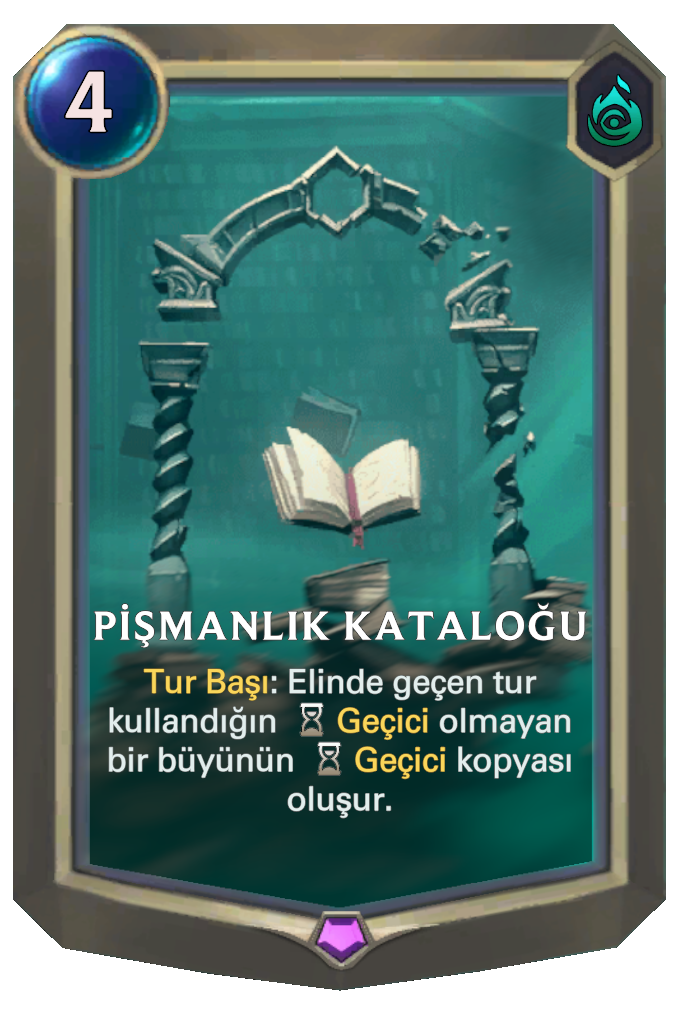 4
PİŞMANLIK KATALOĞU
Tur Başı: Elinde geçen tur
kullandığın Geçici olmayan
bir büyünün Geçici kopyası
oluşur.